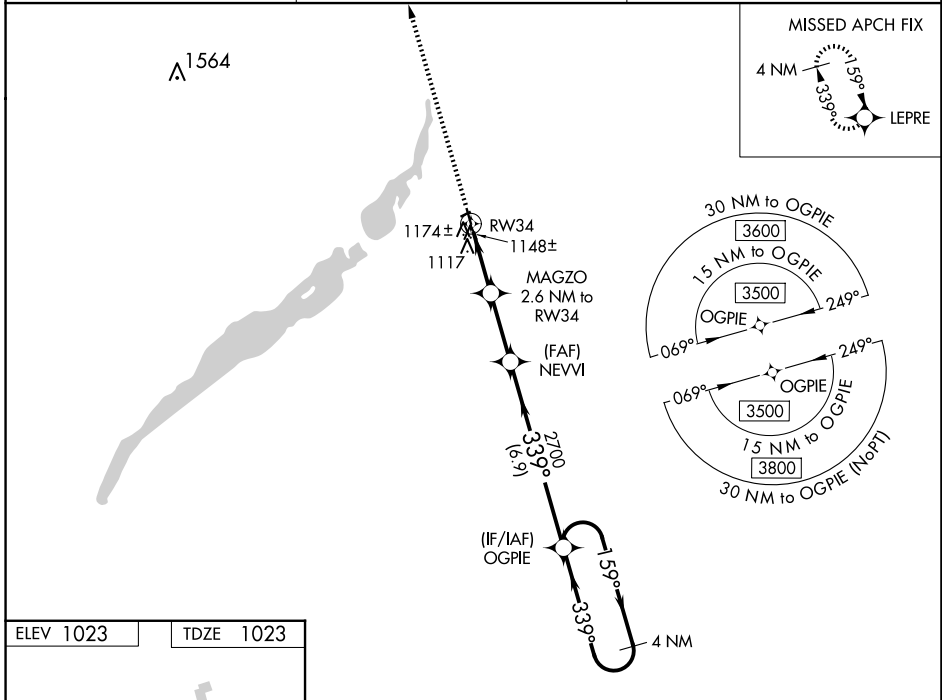 1564
MISSED APCH FIX
4 NM
159°
339°
LEPRE
RW34
1174±
1148±
1117
MAGZO
2.6 NM to
RW34
(FAF)
NEVVI
2700
339°
(6.9)
(IF/IAF)
OGPIE
159°
339°
4 NM
30 NM to OGPIE
3600
15 NM to OGPIE
3500
OGPIE
249°
069°
249°
069°
OGPIE
3500
15 NM to OGPIE
3800
30 NM to OGPIE (NoPT)
ELEV 1023
TDZE 1023